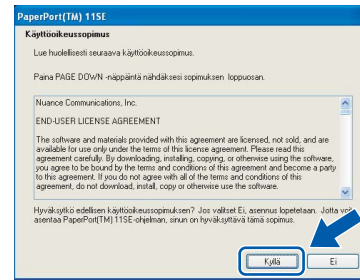 PaperPort(TM) 11SE
Käyttöoikeussopimus
Lue huolellisesti seuraava käyttöoikeussopimus.
Paina PAGE DOWN -näppäintä nähdäksesi sopimuksen loppuosan.
Nuance Communications, Inc.
END-USER LICENSE AGREEMENT
The software and materials provided with this agreement are licensed, not sold, and are
available for use only under the terms of this license agreement. Please read this
agreement carefully. By downloading, installing, copying, or otherwise using the software,
you agree to be bound by the terms and conditions of this agreement and become a party
to this agreement. If you do not agree with all of the terms and conditions of this
agreement, do not download, install, copy or otherwise use the software.
Hyväksytkö edellisen käyttöoikeussopimuksen? Jos valitset Ei, asennus lopetetaan. Jotta
asentaa PaperPort(TM) 11SE-ohjelman, sinun on hyväksyttävä tämä sopimus.
Kyllä
Ei